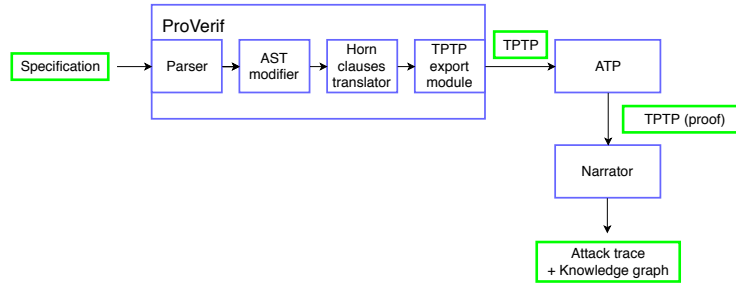 ProVerif
Specification
Parser
AST
modifier
Horn
clauses
translator
TPTP
export
module
TPTP
ATP
TPTP (proof)
Narrator
Attack trace
+ Knowledge graph